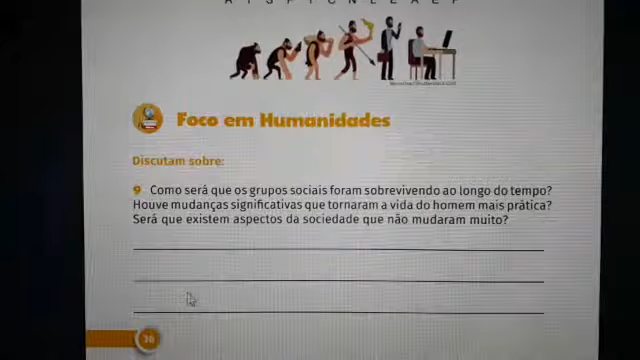 Foco em Humanidades
Discutam sobre:
9 Como será que os grupos sociais foram sobrevivendo ao longo do tempo?
Houve mudanças significativas que tornaram a vida do homem mais prática?
Será que existem aspectos da sociedade que não mudaram muito?
36